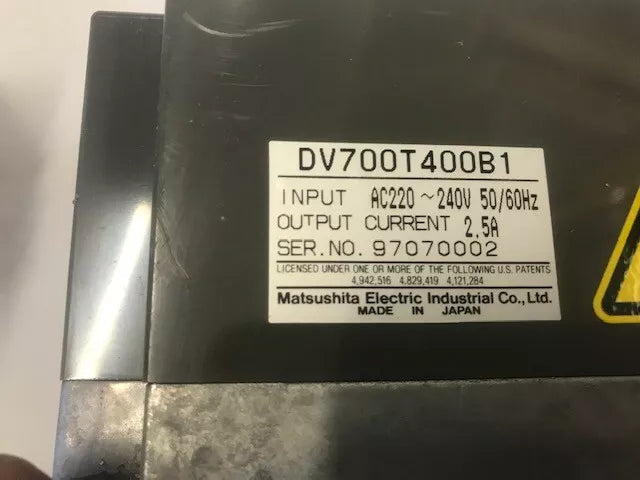 DV700T400B1
INPUT AC220～240V 50/60Hz
OUTPUT CURRENT 2.5A
SER.NO. 97070002
LICENSED UNDER ONE OR MORE OF THE FOLLOWING U.S. PATENTS
4,942,516 4,829,419 4,121,284
Matsushita Electric Industrial Co., Ltd.
MADE IN JAPAN